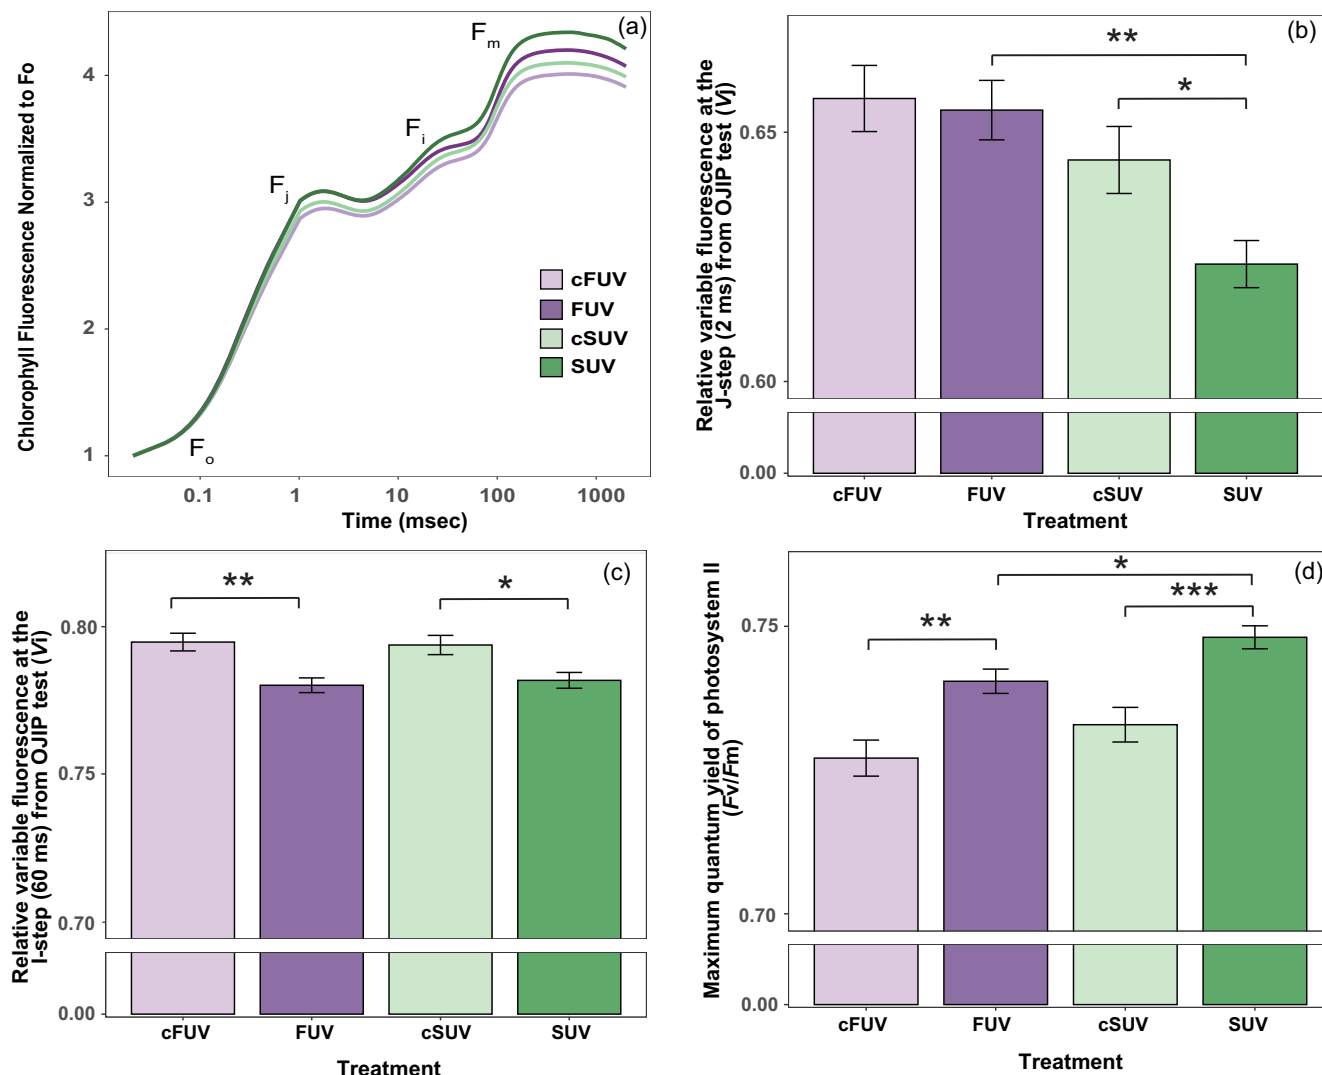 (a)
Chlorophyll Fluorescence Normalized to Fo
4
3
2
1
Fm
Fi
Fj
Fo
cFUV
FUV
cSUV
SUV
0.1 1 10 100 1000
Time (msec)
(b)
Relative variable fluorescence at the
J-step (2 ms) from OJIP test (Vj)
0.65
0.60
0.00
**
*
cFUV FUV cSUV SUV
Treatment
(c)
Relative variable fluorescence at the
I-step (60 ms) from OJIP test (Vi)
0.80
0.75
0.70
0.00
** *
cFUV FUV cSUV SUV
Treatment
(d)
Maximum quantum yield of photosystem II
(Fv/Fm)
0.75
0.70
0.00
*
***
**
cFUV FUV cSUV SUV
Treatment